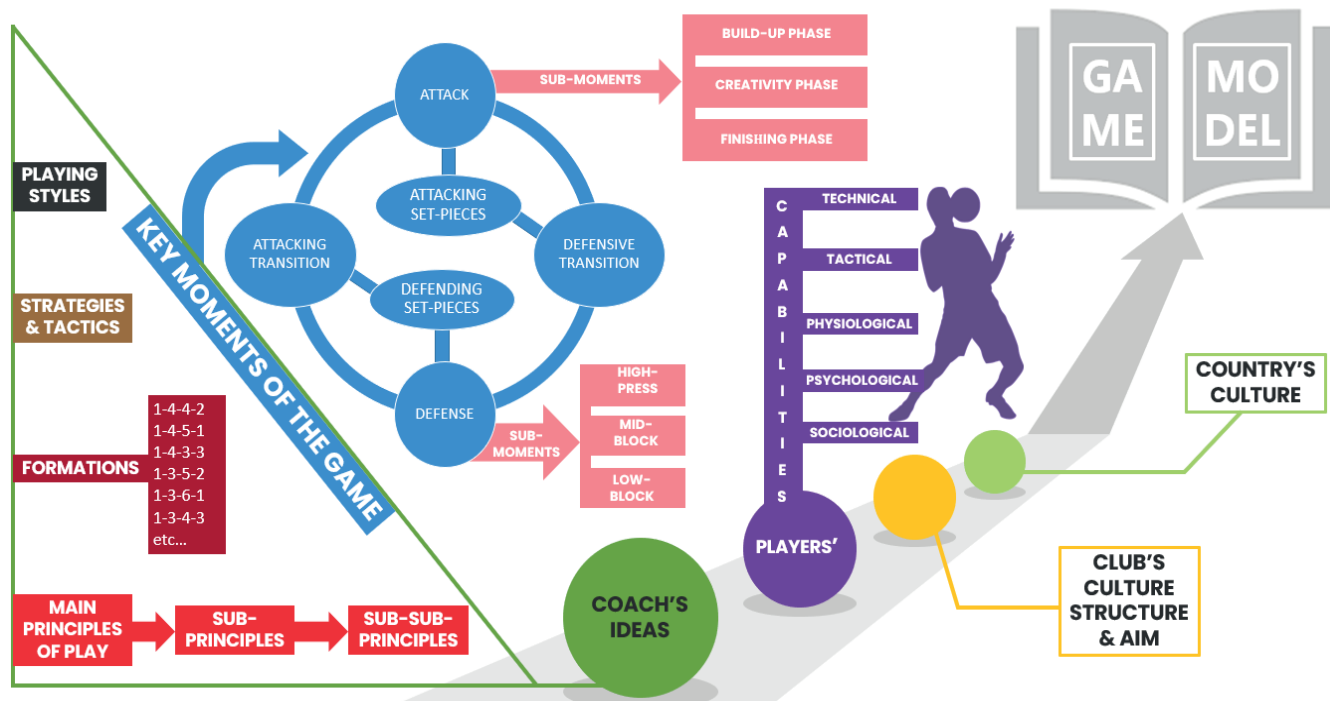 PLAYING
STYLES
STRATEGIES
& TACTICS
FORMATIONS
1-4-4-2
1-4-5-1
1-4-3-3
1-3-5-2
1-3-6-1
1-3-4-3
etc...
MAIN
PRINCIPLES
OF PLAY
SUB-
PRINCIPLES
SUB-SUB-
PRINCIPLES
KEY MOMENTS OF THE GAME
ATTACK
ATTACKING
SET-PIECES
ATTACKING
TRANSITION
DEFENSIVE
TRANSITION
DEFENDING
SET-PIECES
DEFENSE
SUB-MOMENTS
BUILD-UP PHASE
CREATIVITY PHASE
FINISHING PHASE
SUB-
MOMENTS
HIGH-
PRESS
MID-
BLOCK
LOW-
BLOCK
COACH'S
IDEAS
PLAYERS'
CAPABILITIES
TECHNICAL
TACTICAL
PHYSIOLOGICAL
PSYCHOLOGICAL
SOCIOLOGICAL
CLUB'S
CULTURE
STRUCTURE
& AIM
COUNTRY'S
CULTURE
GA
ME
MO
DEL